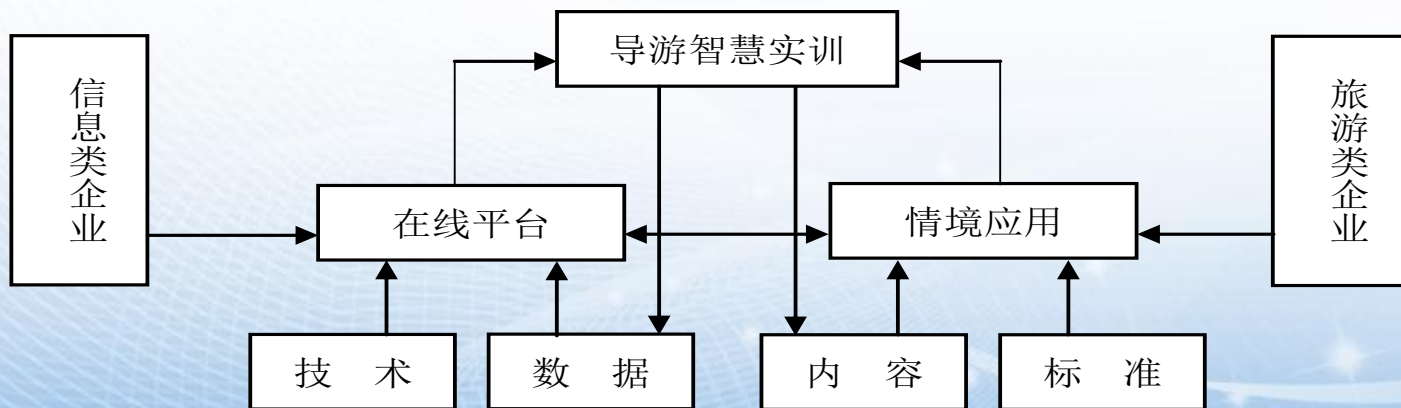 导游智慧实训
信息类企业
旅游类企业
在线平台
情境应用
技 术
数 据
内 容
标 准